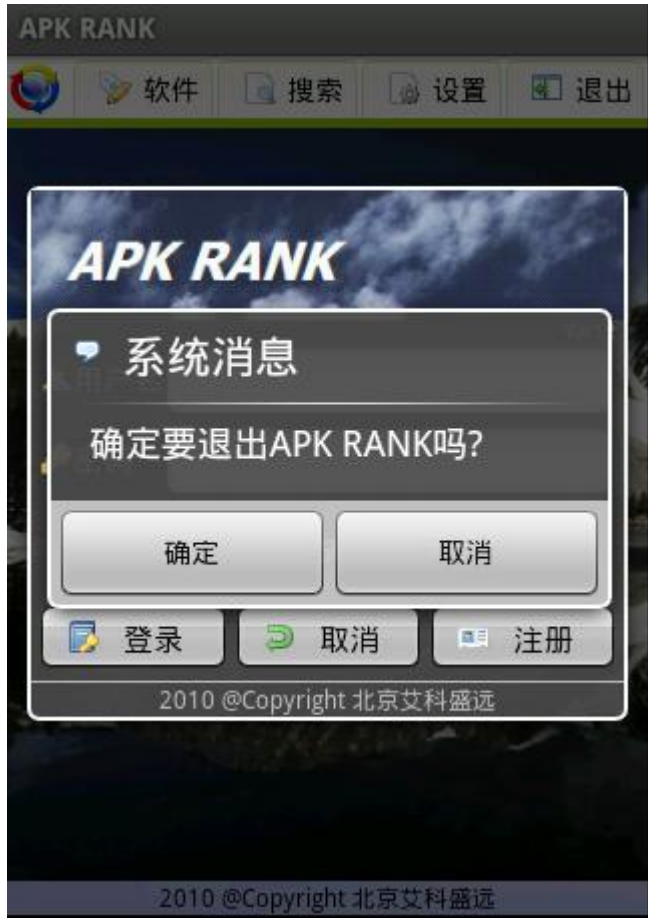 APK RANK
软件 搜索 设置 退出
APK RANK
系统消息
确定要退出APK RANK吗?
确定 取消
登录 取消 注册
2010 @Copyright 北京艾科盛远
2010 @Copyright 北京艾科盛远